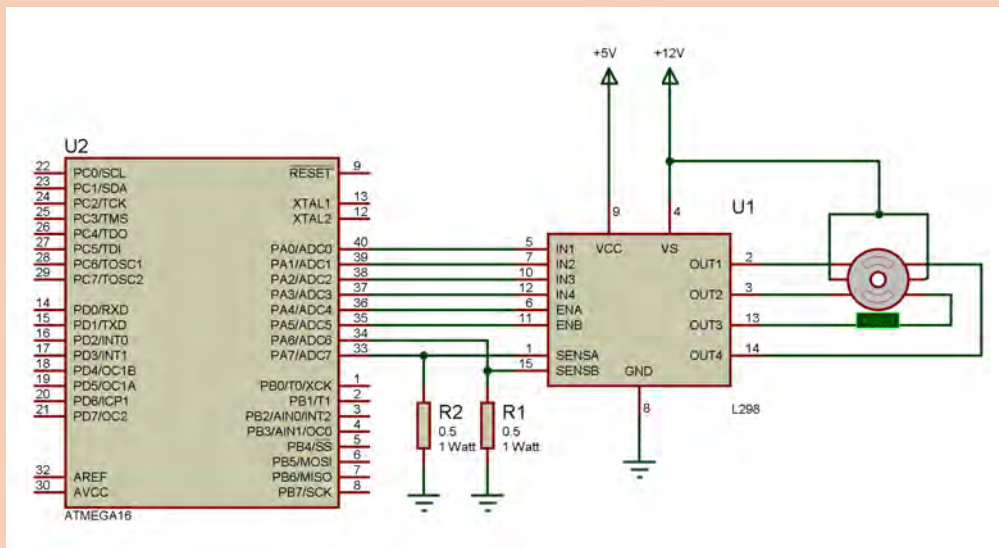 +5V
+12V
U2
22 PC0/SCL
23 PC1/SDA
24 PC2/TCK
25 PC3/TMS
26 PC4/TDO
27 PC5/TDI
28 PC6/TOSC1
29 PC7/TOSC2
14 PD0/RXD
15 PD1/TXD
16 PD2/INT0
17 PD3/INT1
18 PD4/OC1B
19 PD5/OC1A
20 PD6/ICP1
21 PD7/OC2
32 AREF
30 AVCC
RESET 9
XTAL1 13
XTAL2 12
PA0/ADC0 40
PA1/ADC1 39
PA2/ADC2 38
PA3/ADC3 37
PA4/ADC4 36
PA5/ADC5 35
PA6/ADC6 34
PA7/ADC7 33
PB0/T0/XCK 1
PB1/T1 2
PB2/AIN0/INT2 3
PB3/AIN1/OC0 4
PB4/SS 5
PB5/MOSI 6
PB6/MISO 7
PB7/SCK 8
ATMEGA16
R2
0.5
1 Watt
R1
0.5
1 Watt
U1
9 VCC
4 VS
5 IN1
7 IN2
10 IN3
12 IN4
6 ENA
11 ENB
1 SENSA
15 SENSB
OUT1 2
OUT2 3
OUT3 13
OUT4 14
GND
8
L298